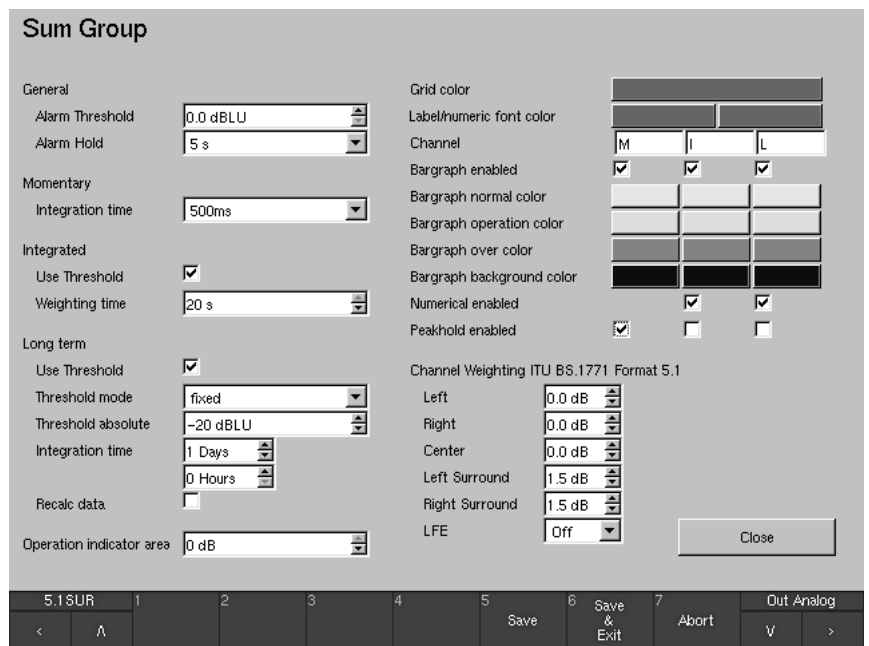 Sum Group
General
Alarm Threshold 0.0 dBLU
Alarm Hold 5 s
Momentary
Integration time 500ms
Integrated
Use Threshold
Weighting time 20 s
Long term
Use Threshold
Threshold mode fixed
Threshold absolute -20 dBLU
Integration time 1 Days
0 Hours
Recalc data
Operation indicator area 0 dB
Grid color
Label/numeric font color
Channel M I L
Bargraph enabled
Bargraph normal color
Bargraph operation color
Bargraph over color
Bargraph background color
Numerical enabled
Peakhold enabled
Channel Weighting ITU BS.1771 Format 5.1
Left 0.0 dB
Right 0.0 dB
Center 0.0 dB
Left Surround 1.5 dB
Right Surround 1.5 dB
LFE Off
Close
5.1SUR 1 2 3 4 5 Save 6 Save & Exit 7 Abort Out Analog
< Λ V >